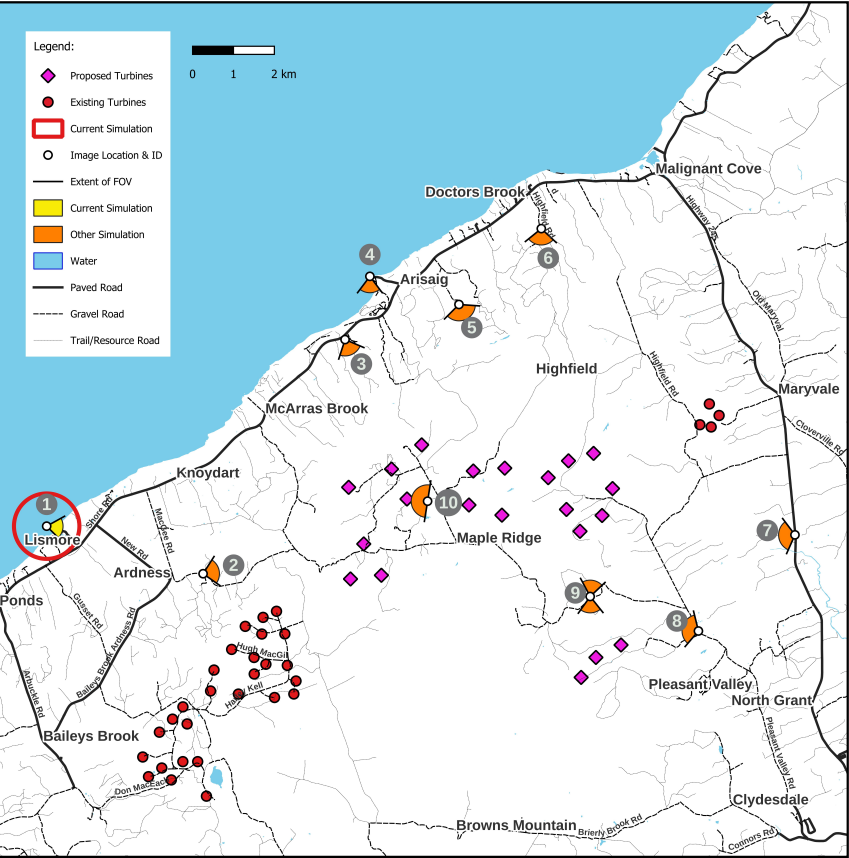 Legend:
Proposed Turbines
Existing Turbines
Current Simulation
Image Location & ID
Extent of FOV
Current Simulation
Other Simulation
Water
Paved Road
Gravel Road
Trail/Resource Road
0 1 2 km
Malignant Cove
Doctors Brook
Highfield Rd
Highway 245
6
4
Arisaig
5
Old Maryval
3
Highfield
Highfield Rd
Maryvale
McArras Brook
Cloverville Rd
Knoydart
1
Shore Rd
10
MacGee Rd
Lismore
New Rd
Maple Ridge
7
Ardness
2
9
Ponds
Gusset Rd
8
Baileys Brook Ardness Rd
Hugh MacGil
Arbuckle Rd
Kell
Pleasant Valley
North Grant
Baileys Brook
Pleasant Valley Rd
Don MacEach
Clydesdale
Browns Mountain
Brierly Brook Rd
Connors Rd